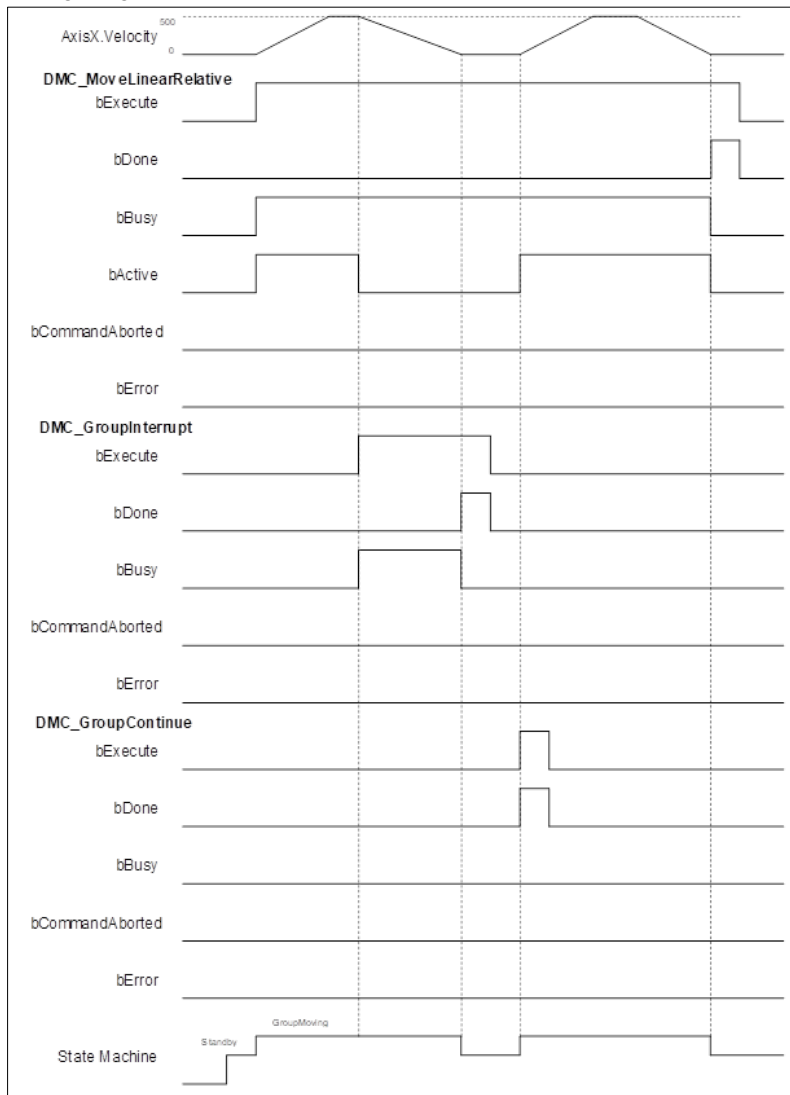 500
AxisX.Velocity
0
DMC_MoveLinearRelative
bExecute
bDone
bBusy
bActive
bCommandAborted
bError
DMC_GroupInterrupt
bExecute
bDone
bBusy
bCommandAborted
bError
DMC_GroupContinue
bExecute
bDone
bBusy
bCommandAborted
bError
GroupMoving
Standby
State Machine